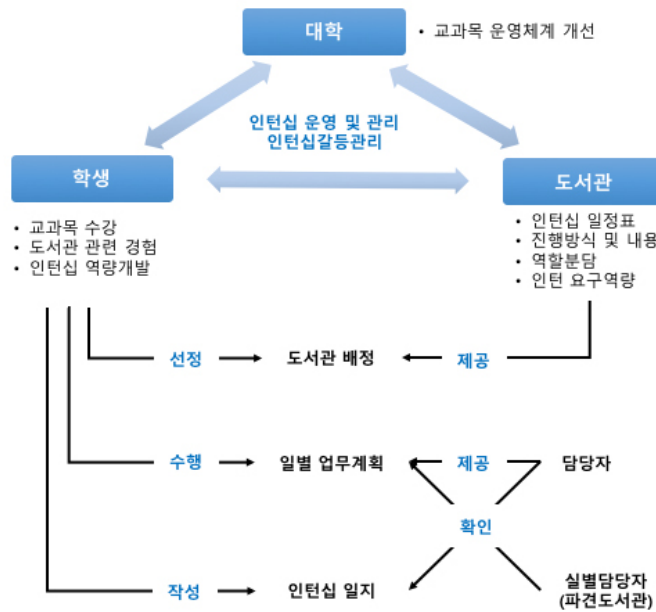 대학
• 교과목 운영체계 개선
인턴십 운영 및 관리
인턴십갈등관리
학생
도서관
• 교과목 수강
• 도서관 관련 경험
• 인턴십 역량개발
• 인턴십 일정표
• 진행방식 및 내용
• 역할분담
• 인턴 요구역량
선정
도서관 배정
제공
수행
일별 업무계획
제공
담당자
확인
작성
인턴십 일지
실별담당자
(파견도서관)